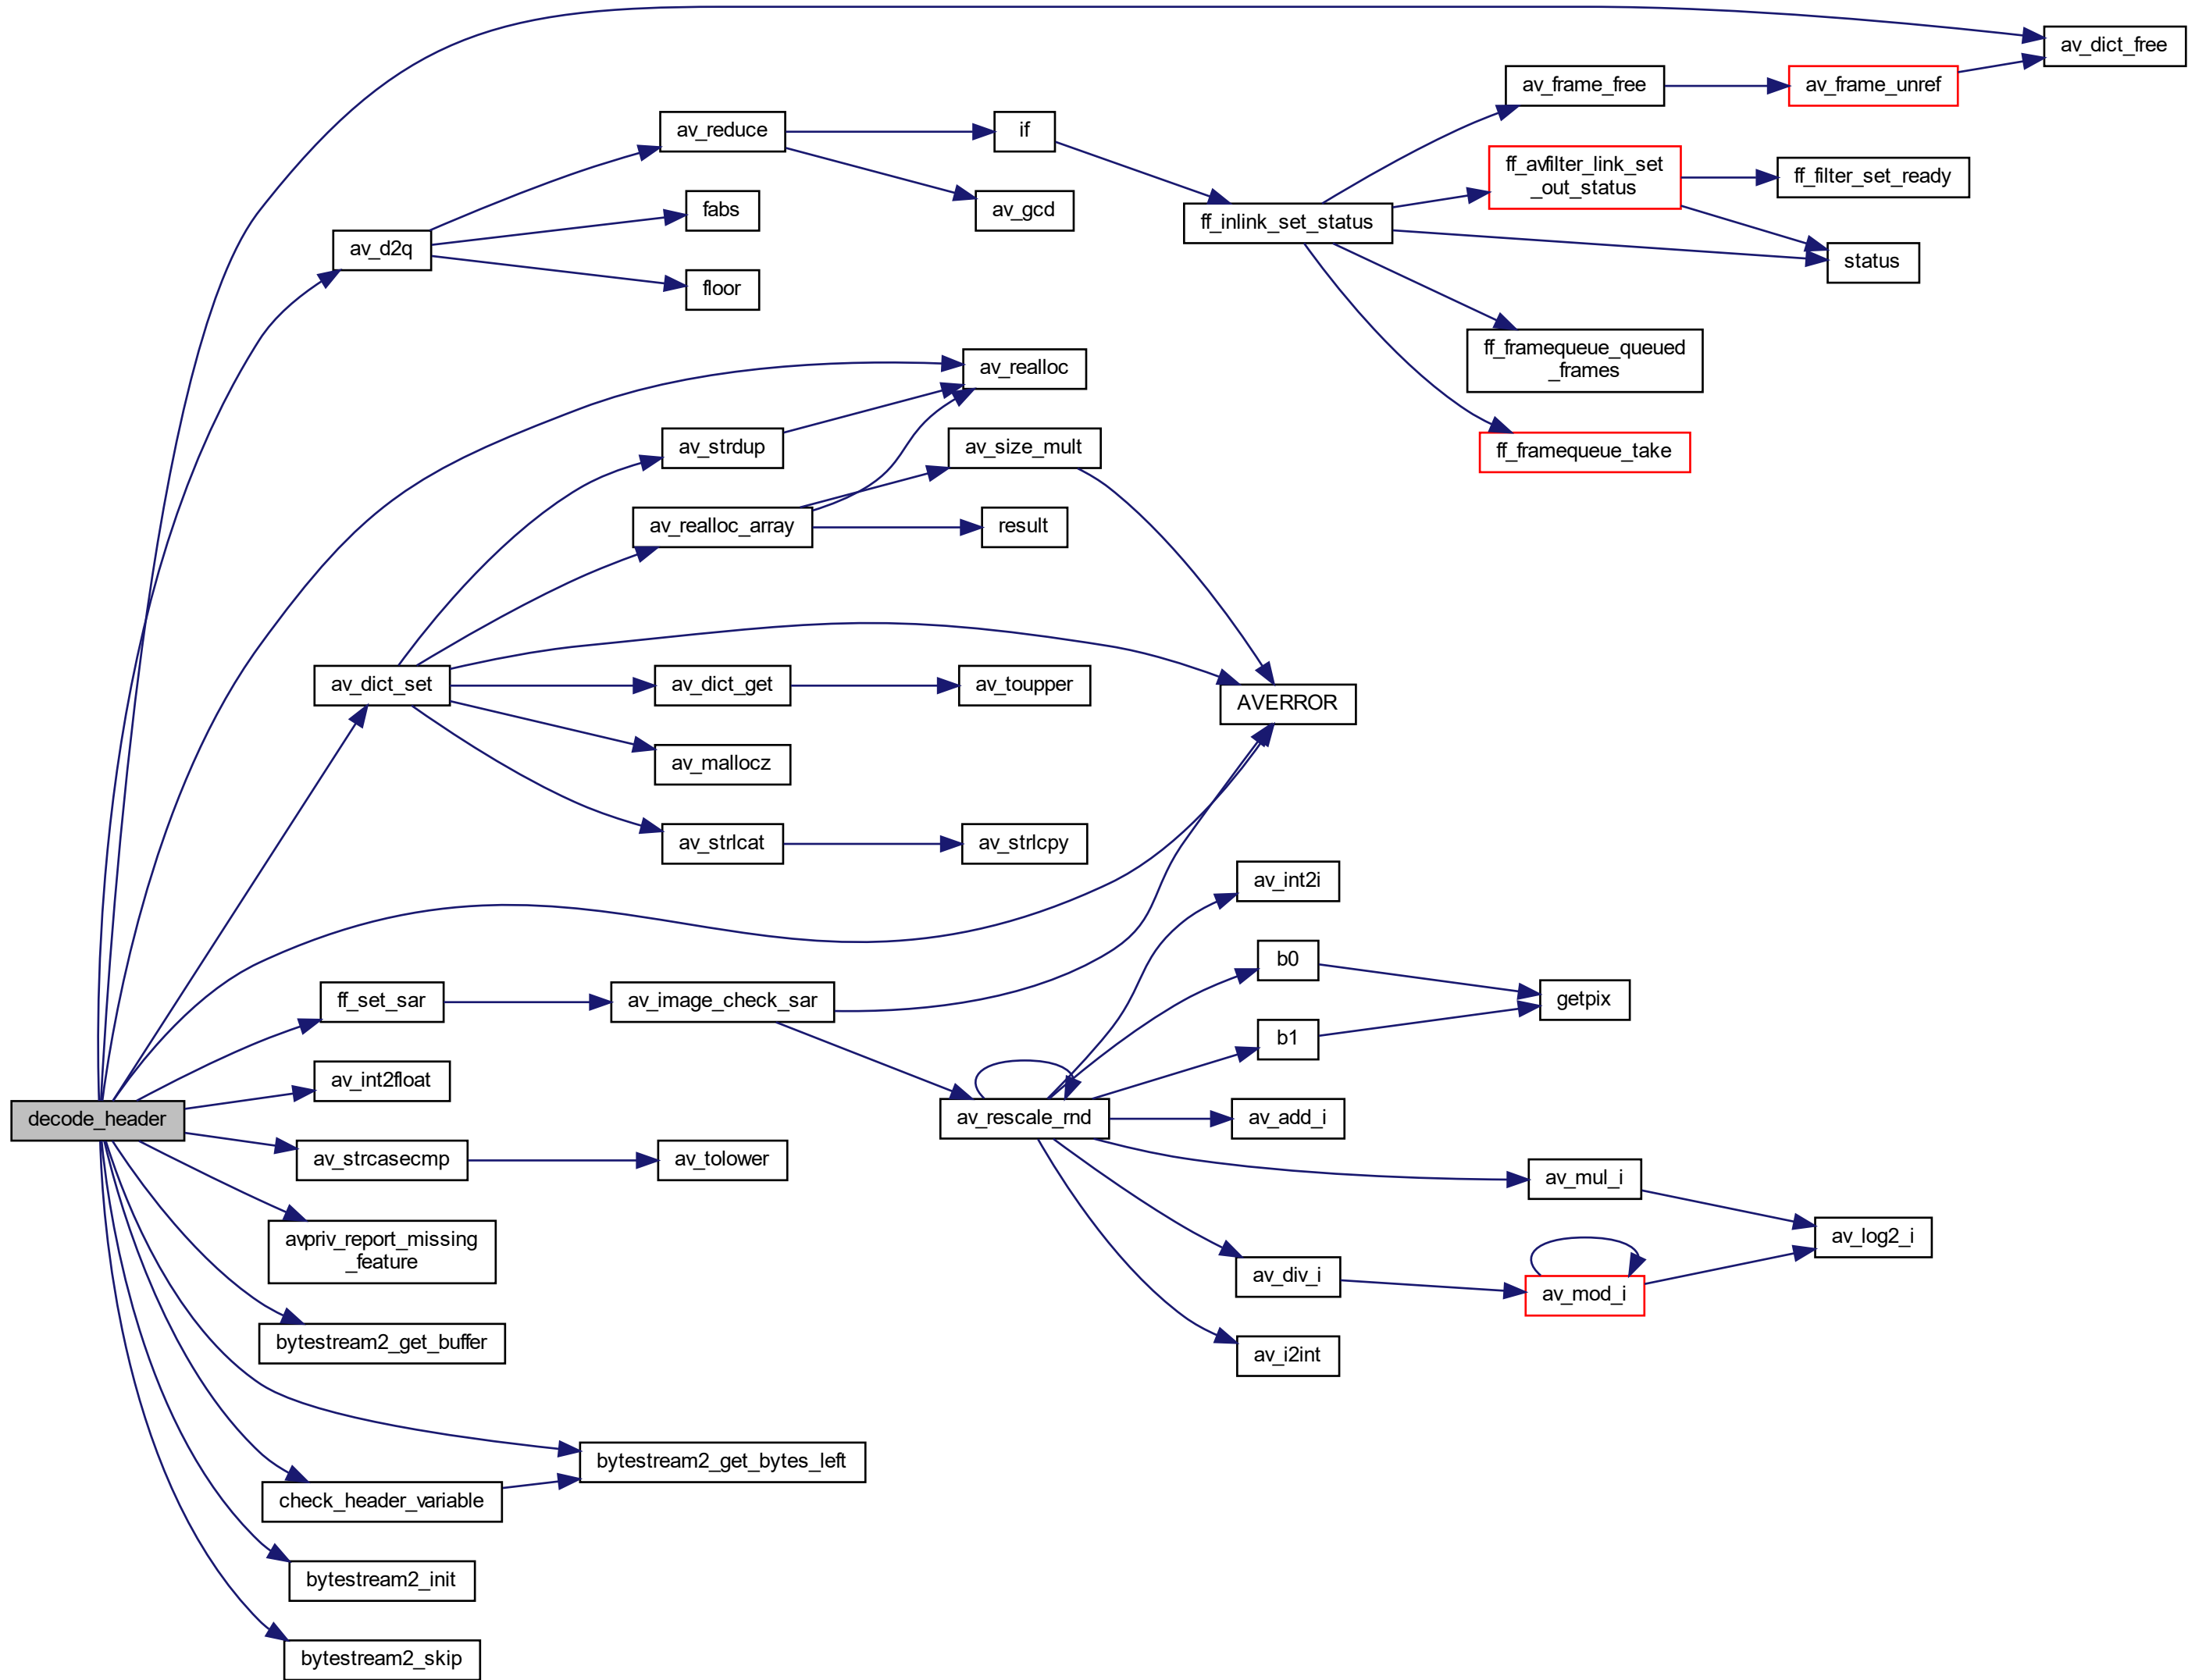 av_dict_free
av_frame_free
av_frame_unref
av_reduce
if
ff_avfilter_link_set
_out_status
ff_filter_set_ready
fabs
av_gcd
ff_inlink_set_status
av_d2q
status
floor
ff_framequeue_queued
_frames
av_realloc
av_strdup
av_size_mult
ff_framequeue_take
av_realloc_array
result
av_dict_set
av_dict_get
av_toupper
AVERROR
av_mallocz
av_strlcat
av_strlcpy
av_int2i
b0
ff_set_sar
av_image_check_sar
getpix
b1
av_int2float
decode_header
av_rescale_rnd
av_add_i
av_strcasecmp
av_tolower
av_mul_i
avpriv_report_missing
_feature
av_log2_i
av_div_i
av_mod_i
bytestream2_get_buffer
av_i2int
bytestream2_get_bytes_left
check_header_variable
bytestream2_init
bytestream2_skip